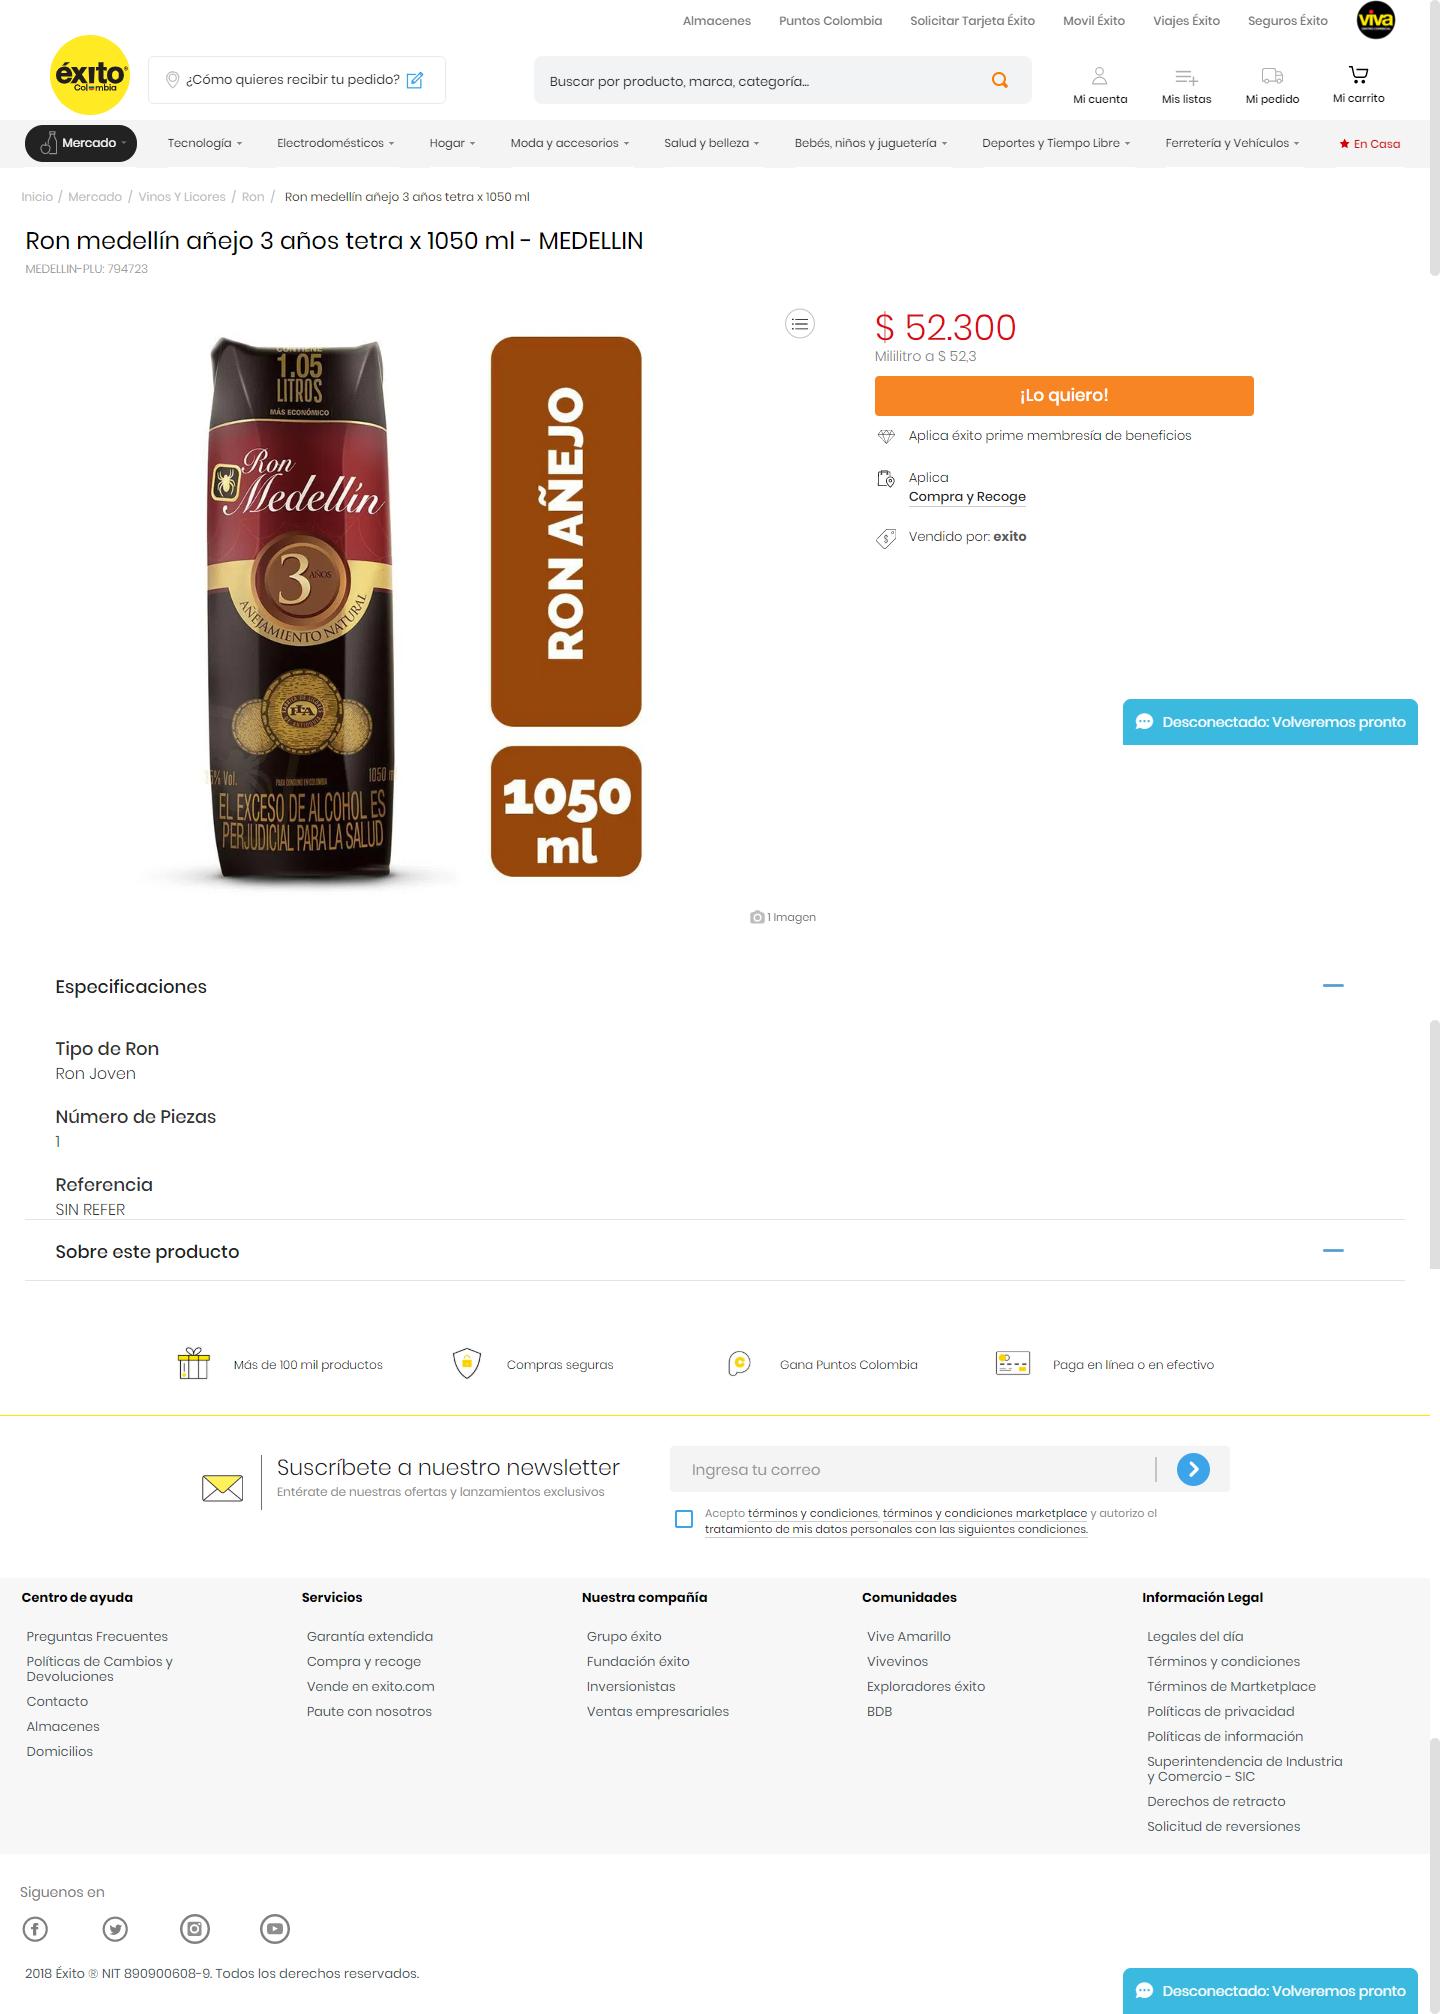 Almacenes Puntos Colombia Solicitar Tarjeta Éxito Movil Éxito Viajes Éxito Seguros Éxito viva
éxito
Colombia
¿Cómo quieres recibir tu pedido?
Buscar por producto, marca, categoría...
Mi cuenta Mis listas Mi pedido Mi carrito
Mercado Tecnología Electrodomésticos Hogar Moda y accesorios Salud y belleza Bebés, niños y juguetería Deportes y Tiempo Libre Ferretería y Vehículos En Casa
Inicio / Mercado / Vinos Y Licores / Ron / Ron medellín añejo 3 años tetra x 1050 ml
Ron medellín añejo 3 años tetra x 1050 ml - MEDELLIN
MEDELLIN-PLU: 794723
CONTIENE
1.05
LITROS
MÁS ECONÓMICO
Ron
Medellín
3 AÑOS
AÑEJAMIENTO NATURAL
FLA
% Vol.
PARA CONSUMO EN COLOMBIA
1050
EL EXCESO DE ALCOHOL ES
PERJUDICIAL PARA LA SALUD
RON AÑEJO
1050
ml
1 Imagen
$ 52.300
Mililitro a $ 52,3
¡Lo quiero!
Aplica éxito prime membresía de beneficios
Aplica
Compra y Recoge
Vendido por: exito
Desconectado: Volveremos pronto
Especificaciones
Tipo de Ron
Ron Joven
Número de Piezas
1
Referencia
SIN REFER
Sobre este producto
Más de 100 mil productos
Compras seguras
Gana Puntos Colombia
Paga en línea o en efectivo
Suscríbete a nuestro newsletter
Entérate de nuestras ofertas y lanzamientos exclusivos
Ingresa tu correo
Acepto términos y condiciones, términos y condiciones marketplace y autorizo el
tratamiento de mis datos personales con las siguientes condiciones.
Centro de ayuda
Preguntas Frecuentes
Políticas de Cambios y
Devoluciones
Contacto
Almacenes
Domicilios
Servicios
Garantía extendida
Compra y recoge
Vende en exito.com
Paute con nosotros
Nuestra compañía
Grupo éxito
Fundación éxito
Inversionistas
Ventas empresariales
Comunidades
Vive Amarillo
Vivevinos
Exploradores éxito
BDB
Información Legal
Legales del día
Términos y condiciones
Términos de Martketplace
Políticas de privacidad
Políticas de información
Superintendencia de Industria
y Comercio - SIC
Derechos de retracto
Solicitud de reversiones
Siguenos en
2018 Éxito ® NIT 890900608-9. Todos los derechos reservados.
Desconectado: Volveremos pronto